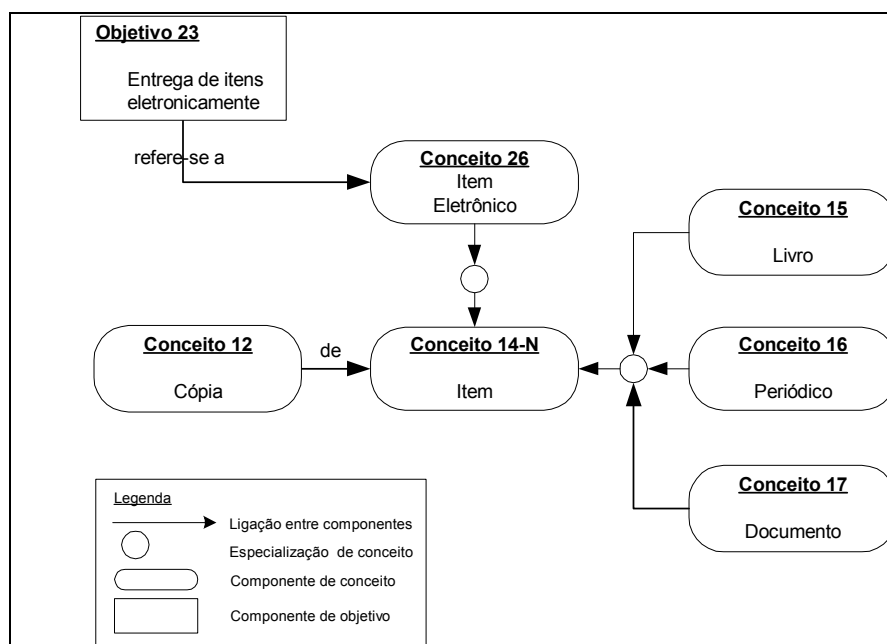 Objetivo 23
Entrega de itens
eletronicamente
refere-se a
Conceito 26
Item
Eletrônico
Conceito 15
Livro
Conceito 12
Cópia
de
Conceito 14-N
Item
Conceito 16
Periódico
Conceito 17
Documento
Legenda
Ligação entre componentes
Especialização de conceito
Componente de conceito
Componente de objetivo